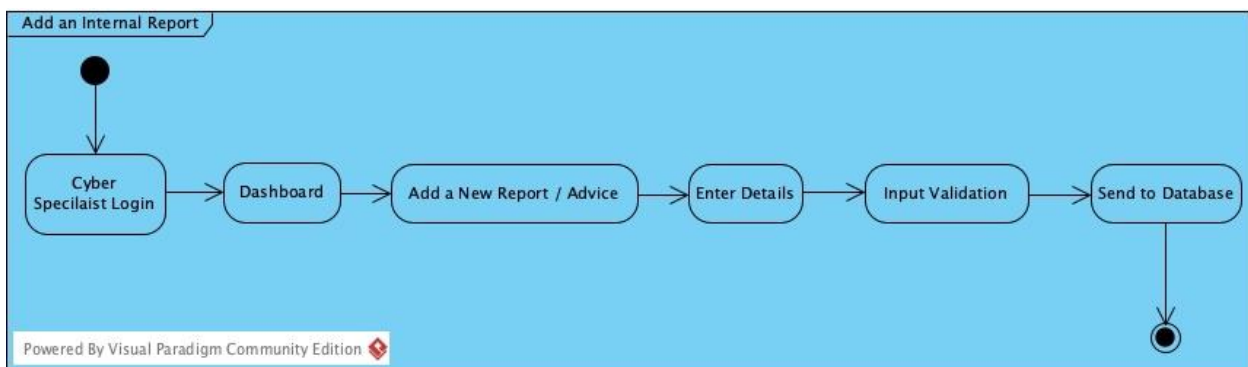 Add an Internal Report
Cyber
Specilaist Login
Dashboard
Add a New Report / Advice
Enter Details
Input Validation
Send to Database
Powered By Visual Paradigm Community Edition